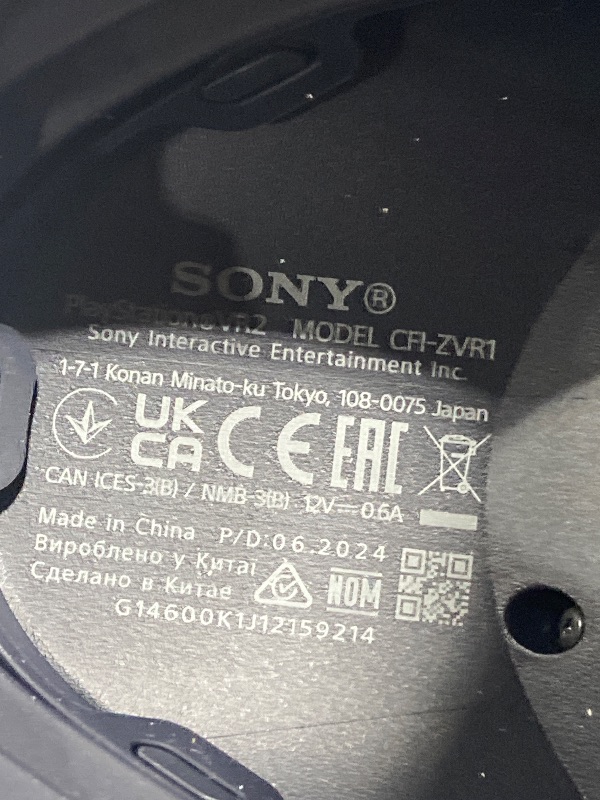 SONY®
PlayStation®VR2 MODEL CFI-ZVR1
Sony Interactive Entertainment Inc.
1-7-1 Konan Minato-ku Tokyo, 108-0075 Japan
UK CA CE EAC
CAN ICES-3(B) / NMB-3(B) 12V⎓0.6A
Made in China P/D:06.2024
Вироблено у Китаї
Сделано в Китае NOM
G14600K1J12159214